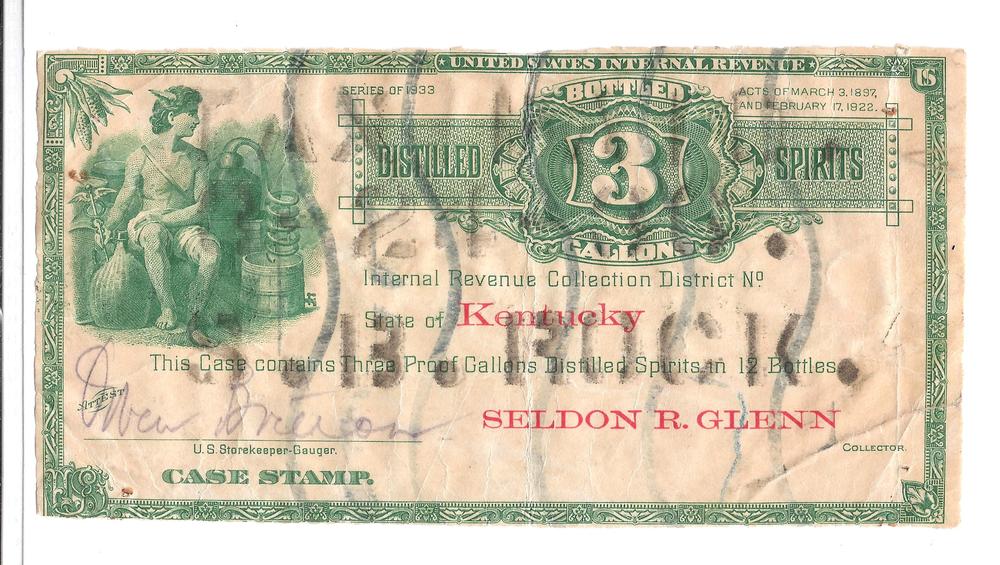 UNITED STATES INTERNAL REVENUE
US
SERIES OF 1933
BOTTLED
ACTS OF MARCH 3, 1897,
AND FEBRUARY 17, 1922.
DISTILLED 3 SPIRITS
GALLONS
Internal Revenue Collection District Nº
State of Kentucky
This Case contains Three Proof Gallons Distilled Spirits in 12 Bottles.
ATTEST
SELDON R. GLENN
U.S. Storekeeper-Gauger.
COLLECTOR.
CASE STAMP.